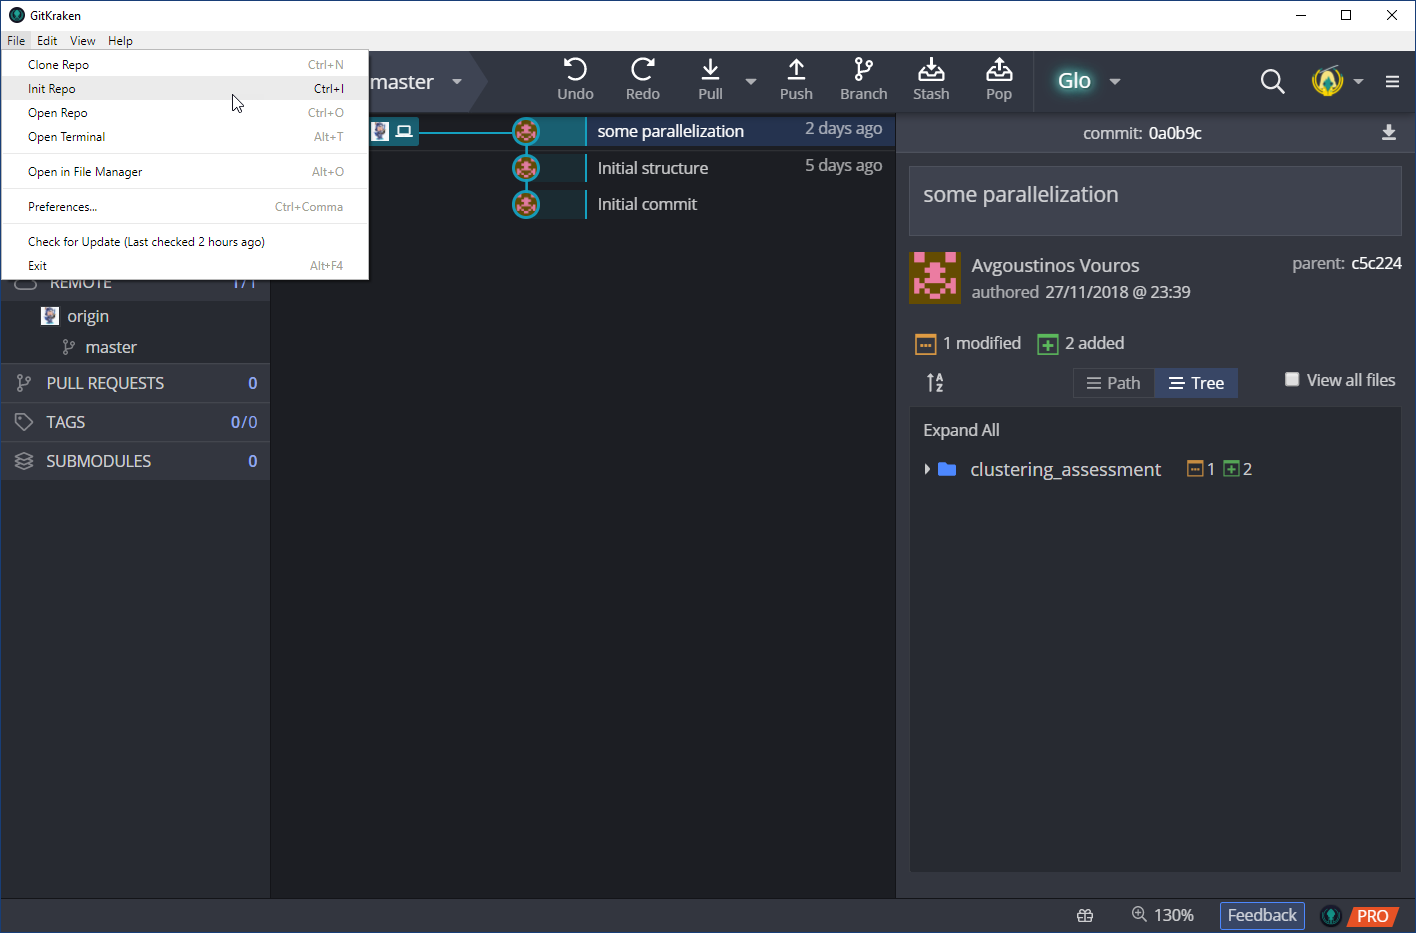 GitKraken
File Edit View Help
Clone Repo Ctrl+N
Init Repo Ctrl+I
Open Repo Ctrl+O
Open Terminal Alt+T
Open in File Manager Alt+O
Preferences... Ctrl+Comma
Check for Update (Last checked 2 hours ago)
Exit Alt+F4
master
Undo Redo Pull Push Branch Stash Pop
Glo
some parallelization 2 days ago
Initial structure 5 days ago
Initial commit
REMOTE 1/1
origin
master
PULL REQUESTS 0
TAGS 0/0
SUBMODULES 0
commit: 0a0b9c
some parallelization
Avgoustinos Vouros parent: c5c224
authored 27/11/2018 @ 23:39
1 modified 2 added
A
Z
Path Tree View all files
Expand All
clustering_assessment 1 2
130% Feedback PRO